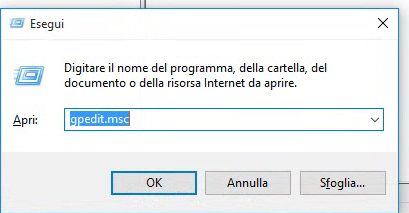 Esegui
Digitare il nome del programma, della cartella, del
documento o della risorsa Internet da aprire.
Apri: gpedit.msc
OK Annulla Sfoglia...